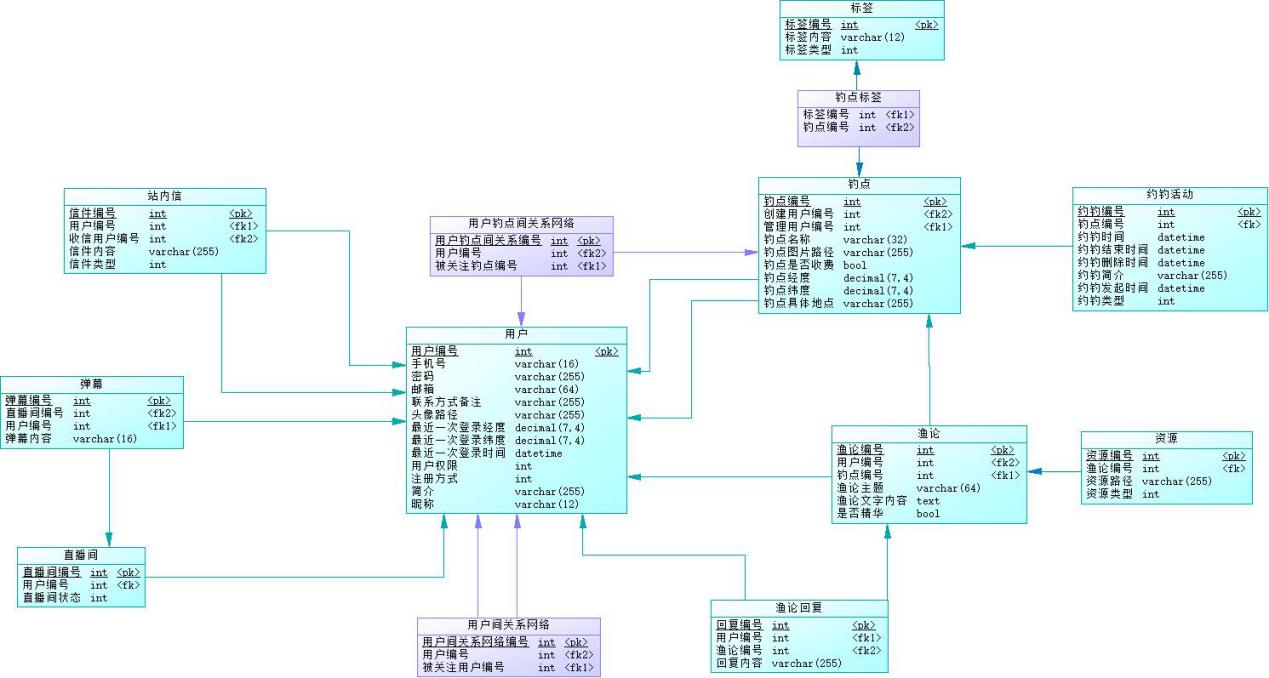 标签
标签编号 int <pk>
标签内容 varchar(12)
标签类型 int
钓点标签
标签编号 int <fk1>
钓点编号 int <fk2>
钓点
钓点编号 int <pk>
创建用户编号 int <fk2>
管理用户编号 int <fk1>
钓点名称 varchar(32)
钓点图片路径 varchar(255)
钓点是否收费 bool
钓点经度 decimal(7,4)
钓点纬度 decimal(7,4)
钓点具体地点 varchar(255)
约钓活动
约钓编号 int <pk>
钓点编号 int <fk>
约钓时间 datetime
约钓结束时间 datetime
约钓删除时间 datetime
约钓简介 varchar(255)
约钓发起时间 datetime
约钓类型 int
站内信
信件编号 int <pk>
用户编号 int <fk1>
收信用户编号 int <fk2>
信件内容 varchar(255)
信件类型 int
用户钓点间关系网络
用户钓点间关系编号 int <pk>
用户编号 int <fk2>
被关注钓点编号 int <fk1>
用户
用户编号 int <pk>
手机号 varchar(16)
密码 varchar(255)
邮箱 varchar(64)
联系方式备注 varchar(255)
头像路径 varchar(255)
最近一次登录经度 decimal(7,4)
最近一次登录纬度 decimal(7,4)
最近一次登录时间 datetime
用户权限 int
注册方式 int
简介 varchar(255)
昵称 varchar(12)
弹幕
弹幕编号 int <pk>
直播间编号 int <fk2>
用户编号 int <fk1>
弹幕内容 varchar(16)
渔论
渔论编号 int <pk>
用户编号 int <fk2>
钓点编号 int <fk1>
渔论主题 varchar(64)
渔论文字内容 text
是否精华 bool
资源
资源编号 int <pk>
渔论编号 int <fk>
资源路径 varchar(255)
资源类型 int
直播间
直播间编号 int <pk>
用户编号 int <fk>
直播间状态 int
用户间关系网络
用户间关系网络编号 int <pk>
用户编号 int <fk2>
被关注用户编号 int <fk1>
渔论回复
回复编号 int <pk>
用户编号 int <fk1>
渔论编号 int <fk2>
回复内容 varchar(255)